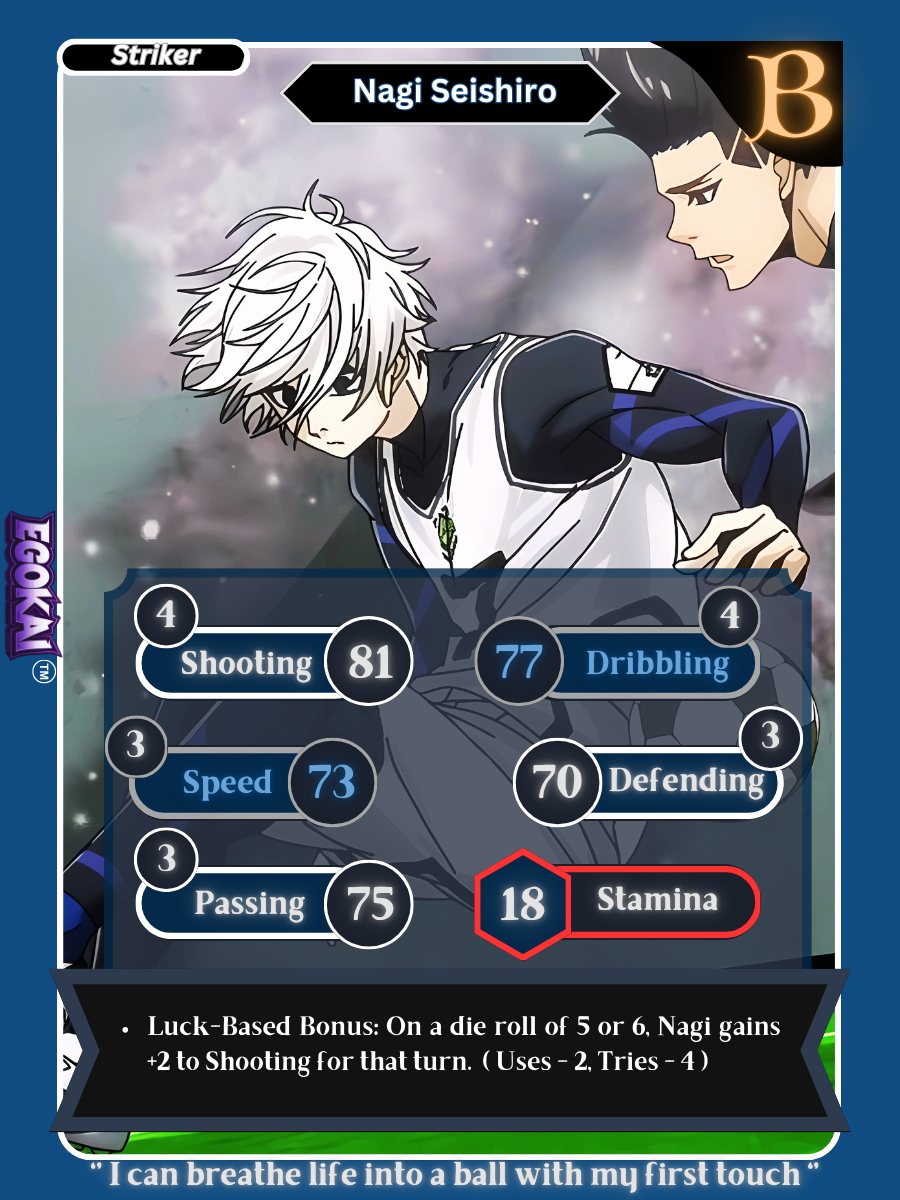 Striker
Nagi Seishiro
B
EGOKAI
TM
4
Shooting 81
4
77 Dribbling
3
Speed 73
3
70 Defending
3
Passing 75
18 Stamina
• Luck-Based Bonus: On a die roll of 5 or 6, Nagi gains
+2 to Shooting for that turn. ( Uses - 2, Tries - 4 )
“ I can breathe life into a ball with my first touch ”